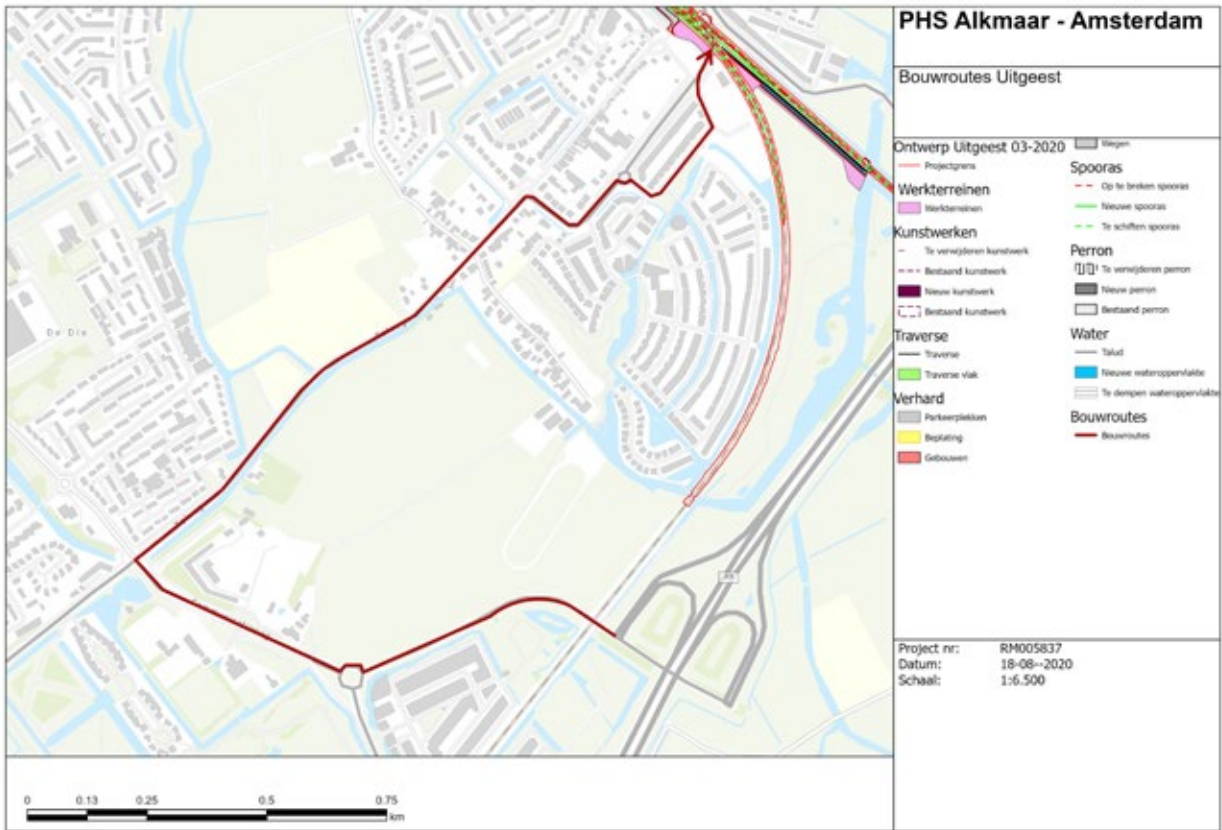 PHS Alkmaar - Amsterdam
Bouwroutes Uitgeest
Ontwerp Uitgeest 03-2020
Projectgrens
Werkterreinen
Werkterreinen
Kunstwerken
Te verwijderen kunstwerk
Bestaand kunstwerk
Nieuw kunstwerk
Bestaand kunstwerk
Traverse
Traverse
Traverse vlak
Verhard
Parkeerplekken
Beplating
Gebouwen
Wegen
Spooras
Op te breken spooras
Nieuwe spooras
Te schiften spooras
Perron
Te verwijderen perron
Nieuw perron
Bestaand perron
Water
Talud
Nieuwe wateroppervlakte
Te dempen wateroppervlakte
Bouwroutes
Bouwroutes
De Die
A9
Project nr: RM005837
Datum: 18-08--2020
Schaal: 1:6.500
0 0.13 0.25 0.5 0.75
km